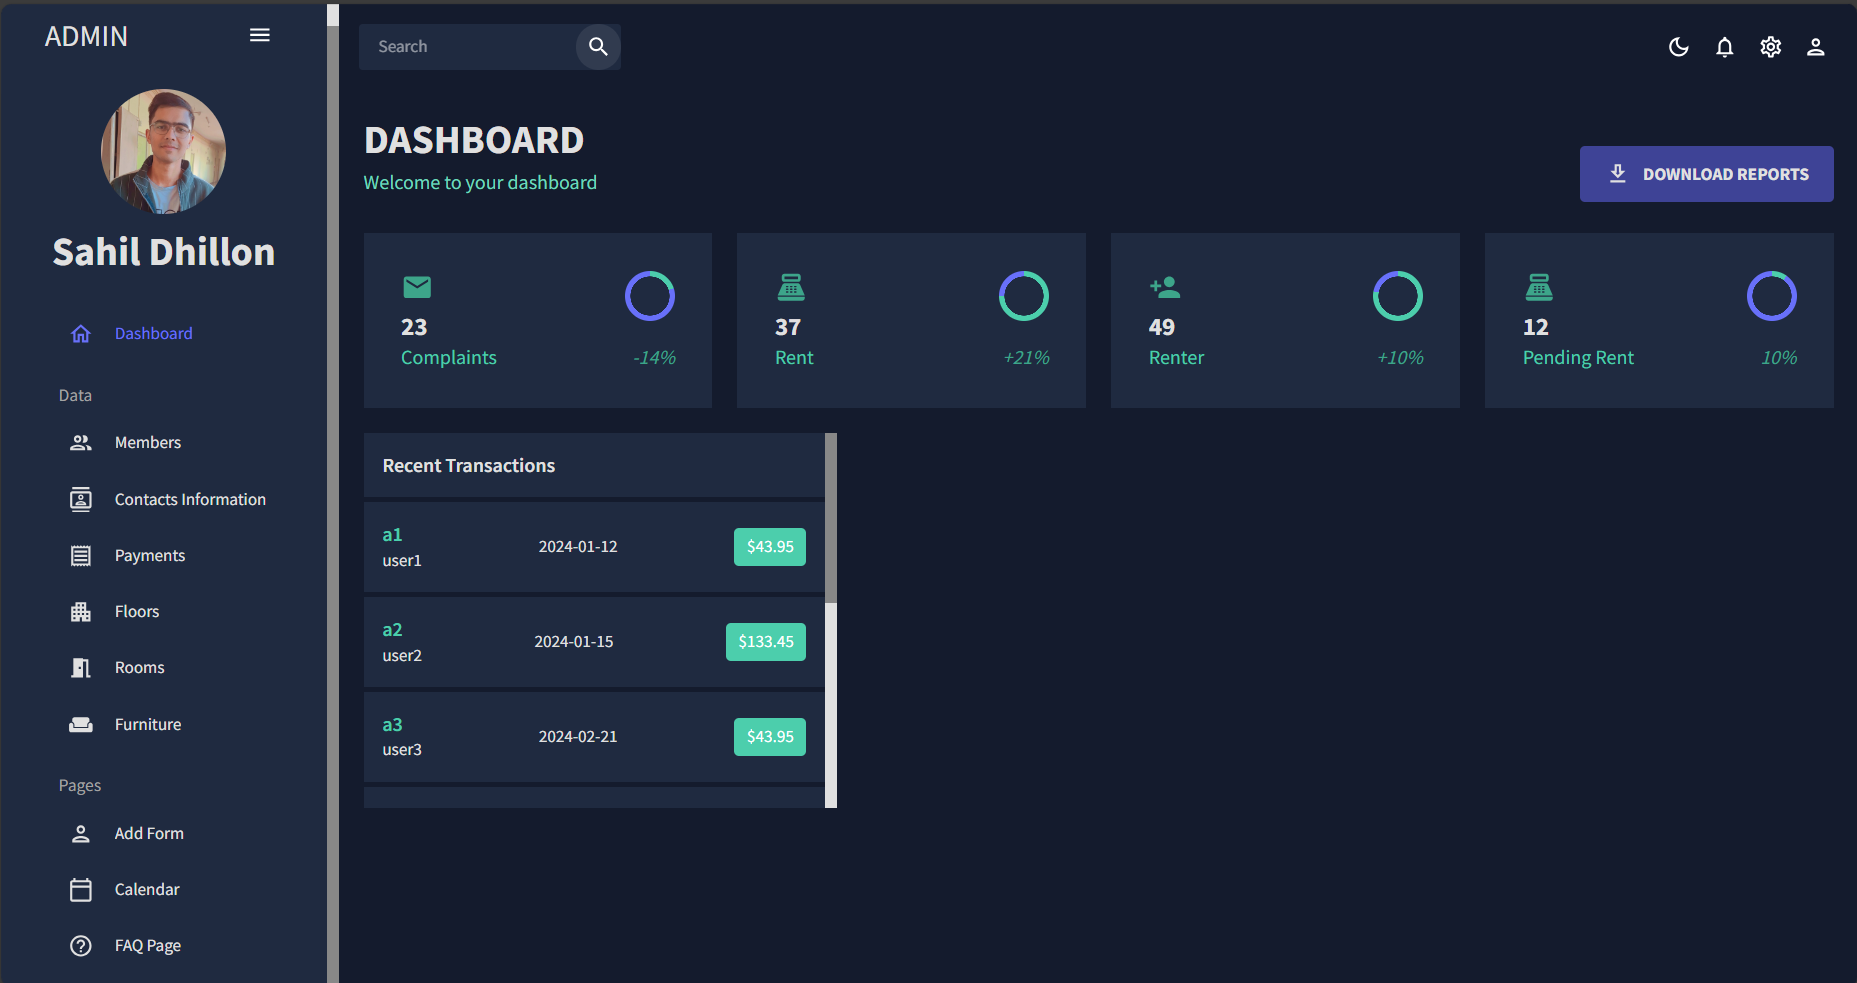 ADMIN
Search
Sahil Dhillon
Dashboard
Data
Members
Contacts Information
Payments
Floors
Rooms
Furniture
Pages
Add Form
Calendar
FAQ Page
DASHBOARD
Welcome to your dashboard
DOWNLOAD REPORTS
23
Complaints
-14%
37
Rent
+21%
49
Renter
+10%
12
Pending Rent
10%
Recent Transactions
a1
user1
2024-01-12
$43.95
a2
user2
2024-01-15
$133.45
a3
user3
2024-02-21
$43.95